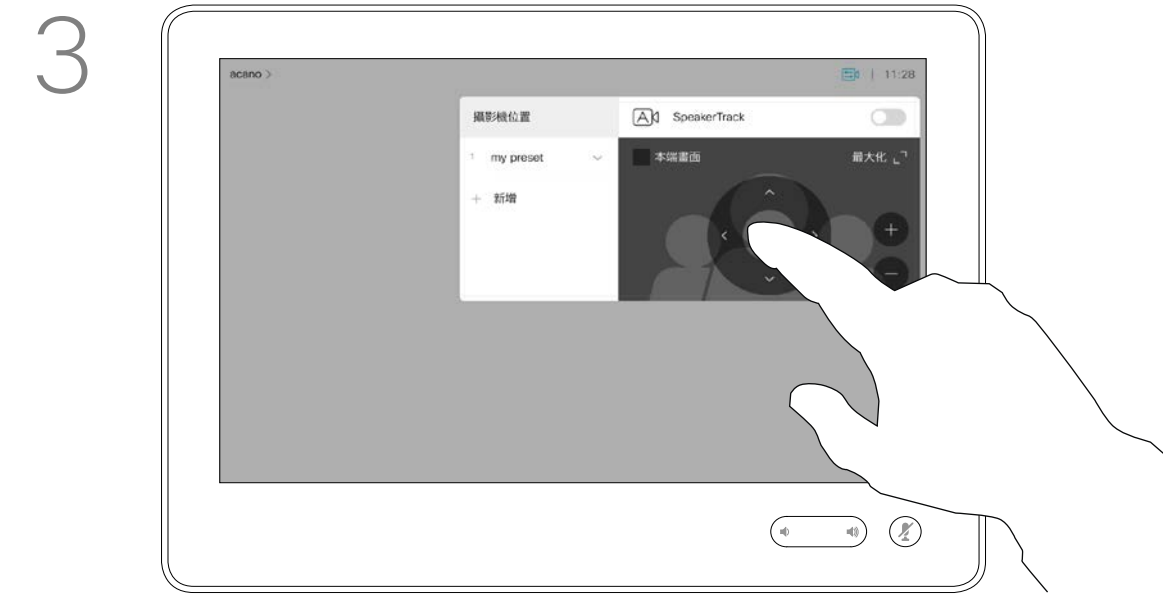 3
acano >
| 11:28
攝影機位置
A SpeakerTrack
1 my preset
本端畫面
最大化
+ 新增